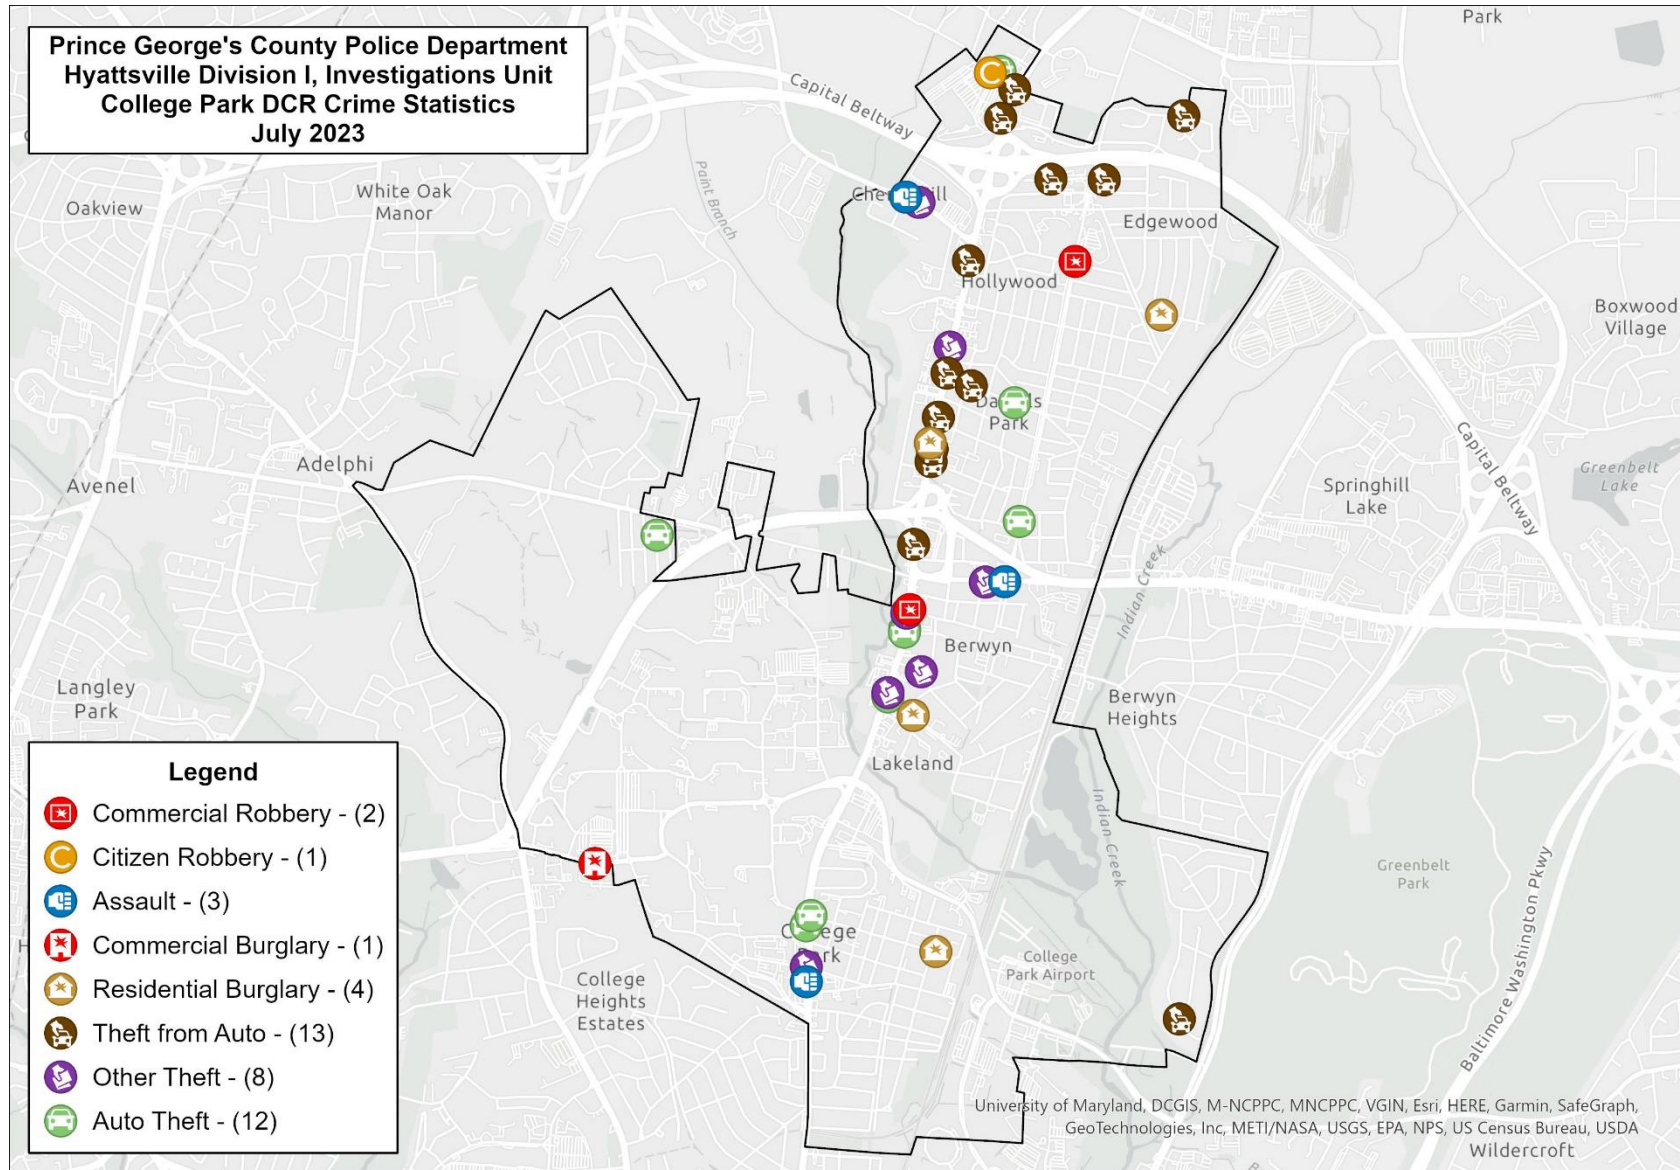 Prince George's County Police Department
Hyattsville Division I, Investigations Unit
College Park DCR Crime Statistics
July 2023
Park
Capital Beltway
Oakview
White Oak
Manor
Paint Branch
Edgewood
Hollywood
Boxwood
Village
Park
Capital Beltway
Adelphi
Avenel
Springhill
Lake
Greenbelt
Lake
Indian Creek
Berwyn
Langley
Park
Berwyn
Heights
Lakeland
Indian Creek
Greenbelt
Park
Baltimore Washington Pkwy
College
Park Airport
College
Heights
Estates
Legend
Commercial Robbery - (2)
Citizen Robbery - (1)
Assault - (3)
Commercial Burglary - (1)
Residential Burglary - (4)
Theft from Auto - (13)
Other Theft - (8)
Auto Theft - (12)
University of Maryland, DCGIS, M-NCPPC, MNCPPC, VGIN, Esri, HERE, Garmin, SafeGraph,
GeoTechnologies, Inc, METI/NASA, USGS, EPA, NPS, US Census Bureau, USDA
Wildercroft